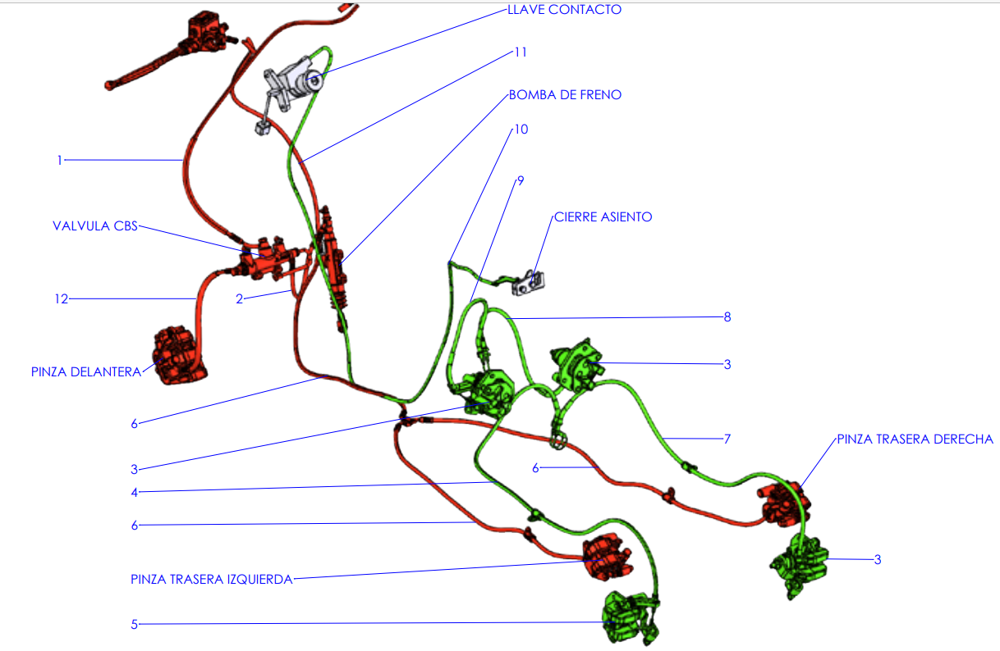 LLAVE CONTACTO
11
BOMBA DE FRENO
10
1
9
VALVULA CBS
CIERRE ASIENTO
12
2
8
3
PINZA DELANTERA
6
7
PINZA TRASERA DERECHA
3
6
4
6
3
PINZA TRASERA IZQUIERDA
5